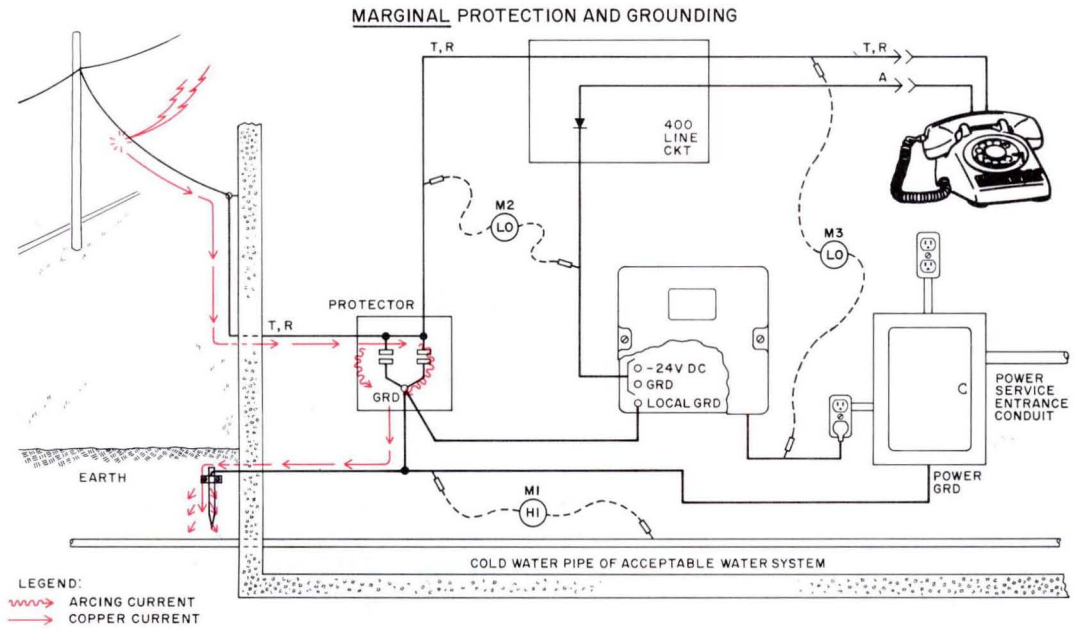 MARGINAL PROTECTION AND GROUNDING
T, R
T, R
A
400
LINE
CKT
M2
LO
M3
LO
PROTECTOR
T, R
GRD
-24V DC
GRD
LOCAL GRD
POWER
SERVICE
ENTRANCE
CONDUIT
EARTH
POWER
GRD
M1
HI
COLD WATER PIPE OF ACCEPTABLE WATER SYSTEM
LEGEND:
ARCING CURRENT
COPPER CURRENT